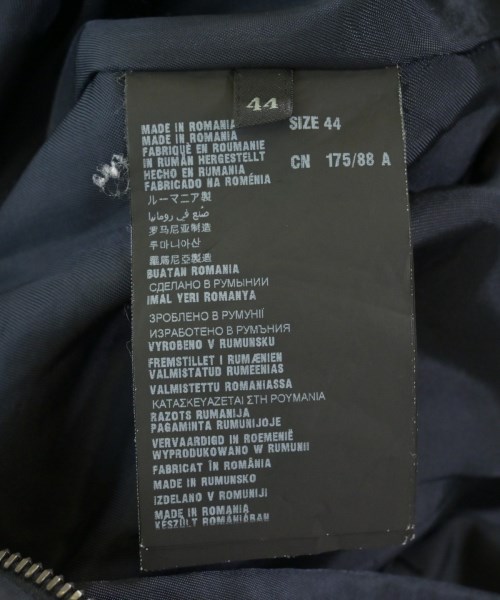 44
MADE IN ROMANIA
MADE IN ROMANIA
FABRIQUÉ EN ROUMANIE
IN RUMÄN HERGESTELLT
HECHO EN RUMANIA
FABRICADO NA ROMÉNIA
ルーマニア製
صُنع في رومانيا
罗马尼亚制造
루마니아산
羅馬尼亞製造
BUATAN ROMANIA
СДЕЛАНО В РУМЫНИИ
IMAL YERI ROMANYA
ЗРОБЛЕНО В РУМУНІЇ
ИЗРАБОТЕНО В РУМЪНИЯ
VYROBENO V RUMUNSKU
FREMSTILLET I RUMÆNIEN
VALMISTATUD RUMEENIAS
VALMISTETTU ROMANIASSA
ΚΑΤΑΣΚΕΥΑΖΕΤΑΙ ΣΤΗ ΡΟΥΜΑΝΙΑ
RAZOTS RUMANIJA
PAGAMINTA RUMUNIJOJE
VERVAARDIGD IN ROEMENIË
WYPRODUKOWANO W RUMUNII
FABRICAT ÎN ROMÂNIA
MADE IN RUMUNSKO
IZDELANO V ROMUNIJI
MADE IN ROMANIA
KÉSZÜLT ROMÁNIÁBAN
SIZE 44
CN 175/88 A